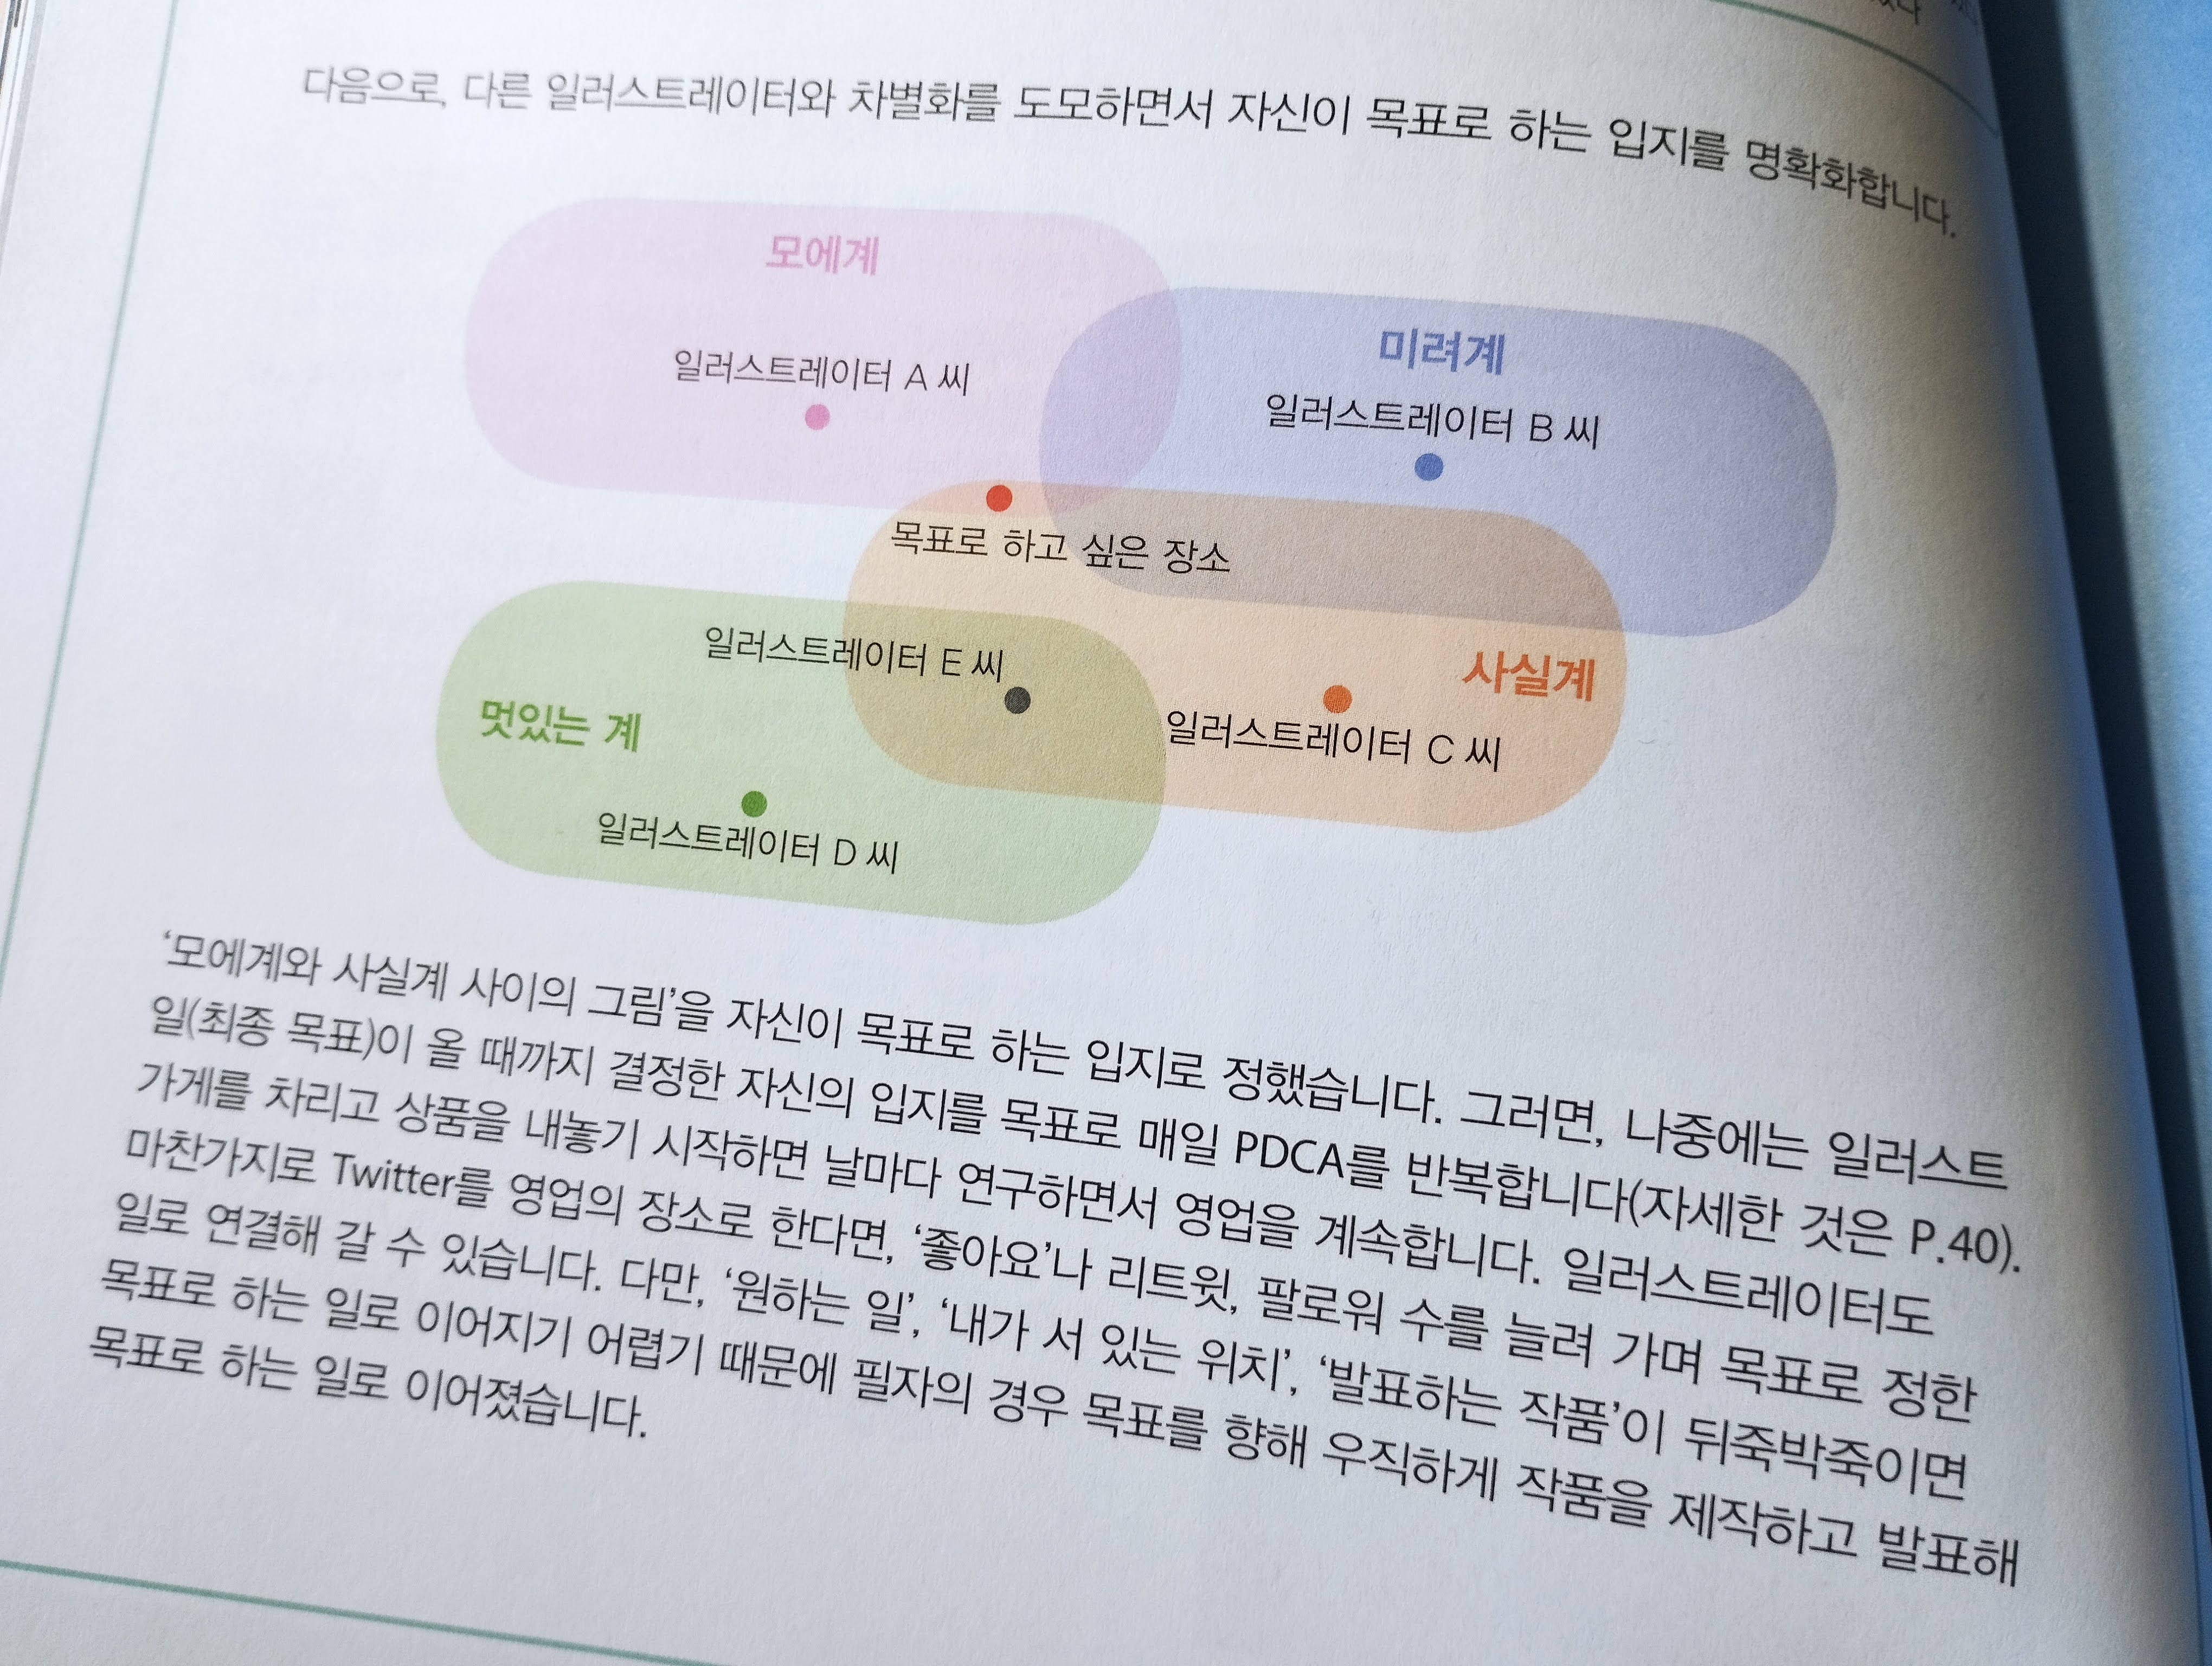 다음으로, 다른 일러스트레이터와 차별화를 도모하면서 자신이 목표로 하는 입지를 명확화합니다.
모에계
미려계
일러스트레이터 A 씨
일러스트레이터 B 씨
목표로 하고 싶은 장소
일러스트레이터 E 씨
사실계
멋있는 계
일러스트레이터 C 씨
일러스트레이터 D 씨
‘모에계와 사실계 사이의 그림’을 자신이 목표로 하는 입지로 정했습니다. 그러면, 나중에는 일러스트
일(최종 목표)이 올 때까지 결정한 자신의 입지를 목표로 매일 PDCA를 반복합니다(자세한 것은 P.40).
가게를 차리고 상품을 내놓기 시작하면 날마다 연구하면서 영업을 계속합니다. 일러스트레이터도
마찬가지로 Twitter를 영업의 장소로 한다면, ‘좋아요’나 리트윗, 팔로워 수를 늘려 가며 목표로 정한
일로 연결해 갈 수 있습니다. 다만, ‘원하는 일’, ‘내가 서 있는 위치’, ‘발표하는 작품’이 뒤죽박죽이면
목표로 하는 일로 이어지기 어렵기 때문에 필자의 경우 목표를 향해 우직하게 작품을 제작하고 발표해
목표로 하는 일로 이어졌습니다.